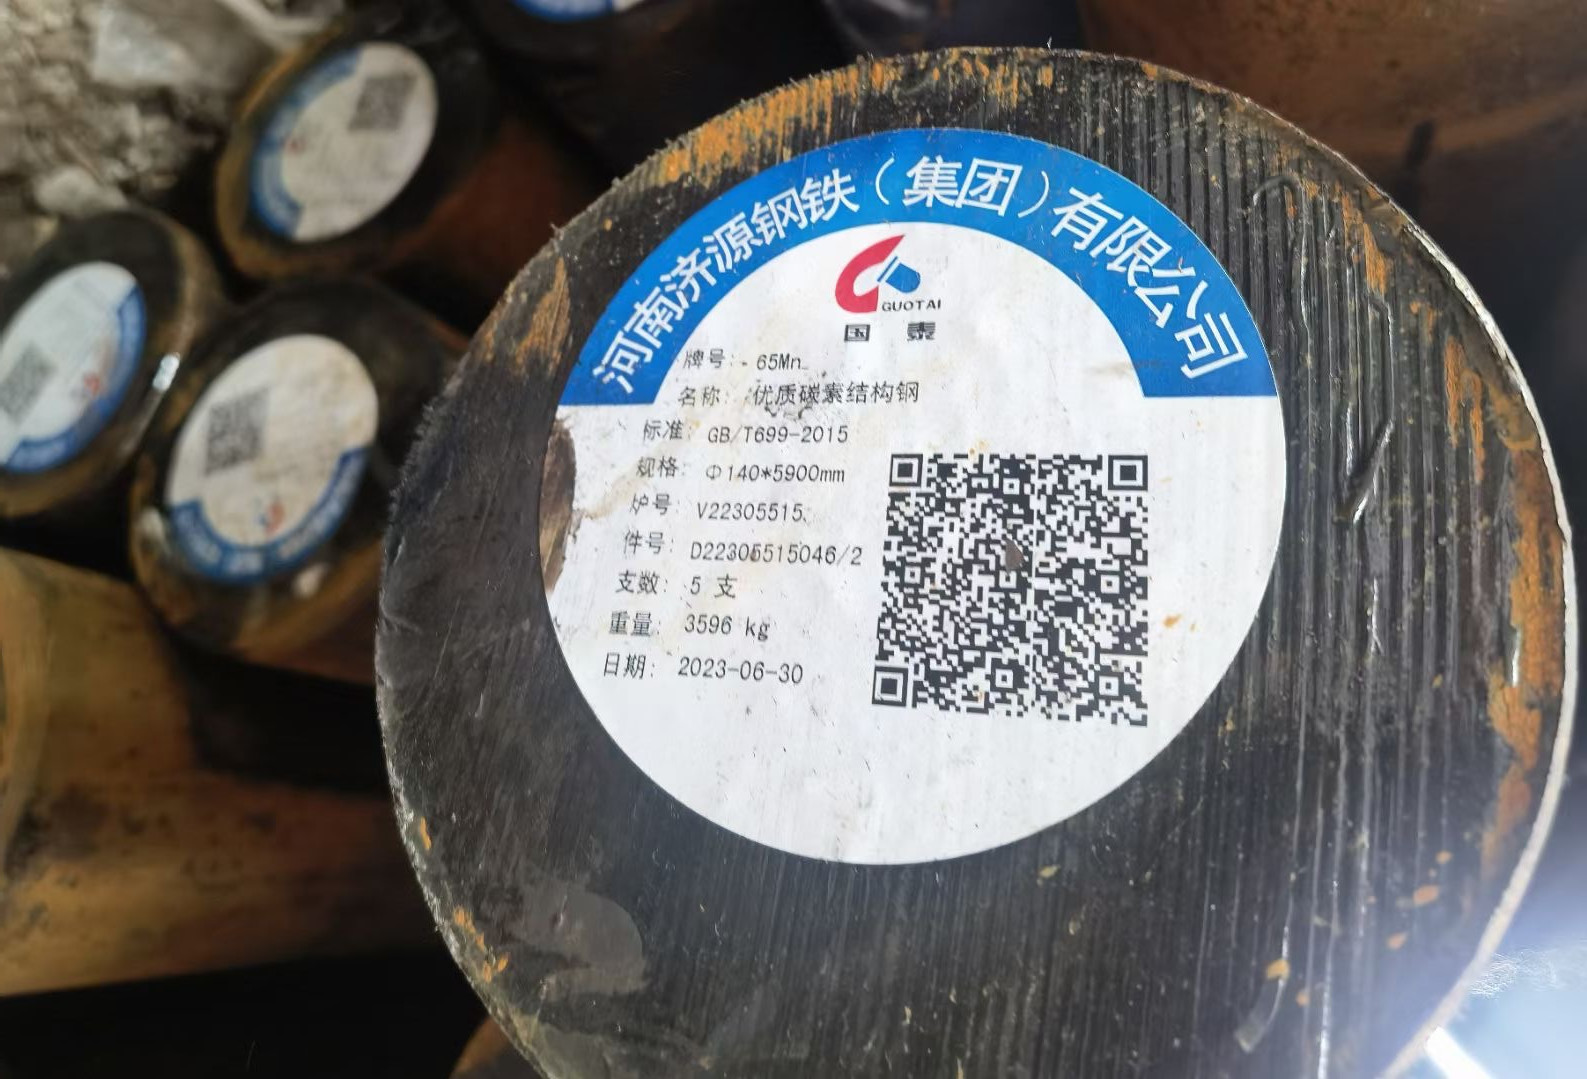 河南济源钢铁（集团）有限公司
GUOTAI
国泰
牌号: 65Mn
名称: 优质碳素结构钢
标准: GB/T699-2015
规格: Φ140*5900mm
炉号: V22305515
件号: D22305515046/2
支数: 5 支
重量: 3596 kg
日期: 2023-06-30